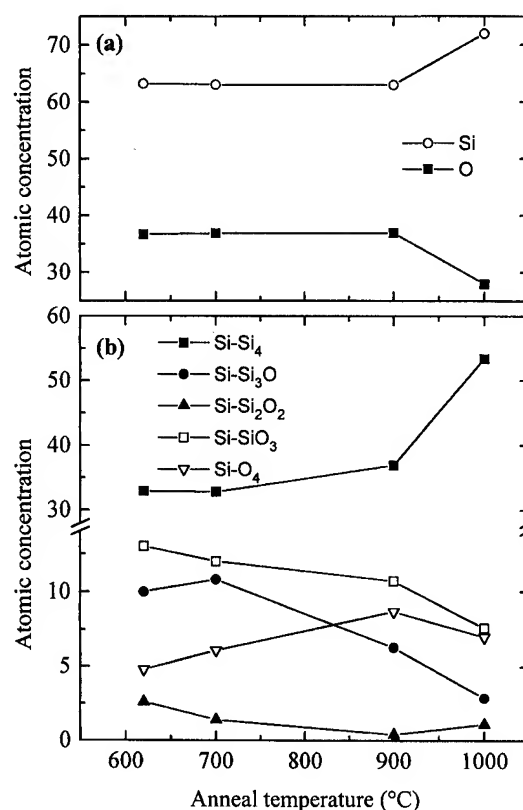 (a)
70
60
50
40
30
Atomic concentration
Si
O
(b)
60
50
40
30
10
5
0
Atomic concentration
Si-Si₄
Si-Si₃O
Si-Si₂O₂
Si-SiO₃
Si-O₄
600 700 800 900 1000
Anneal temperature (°C)